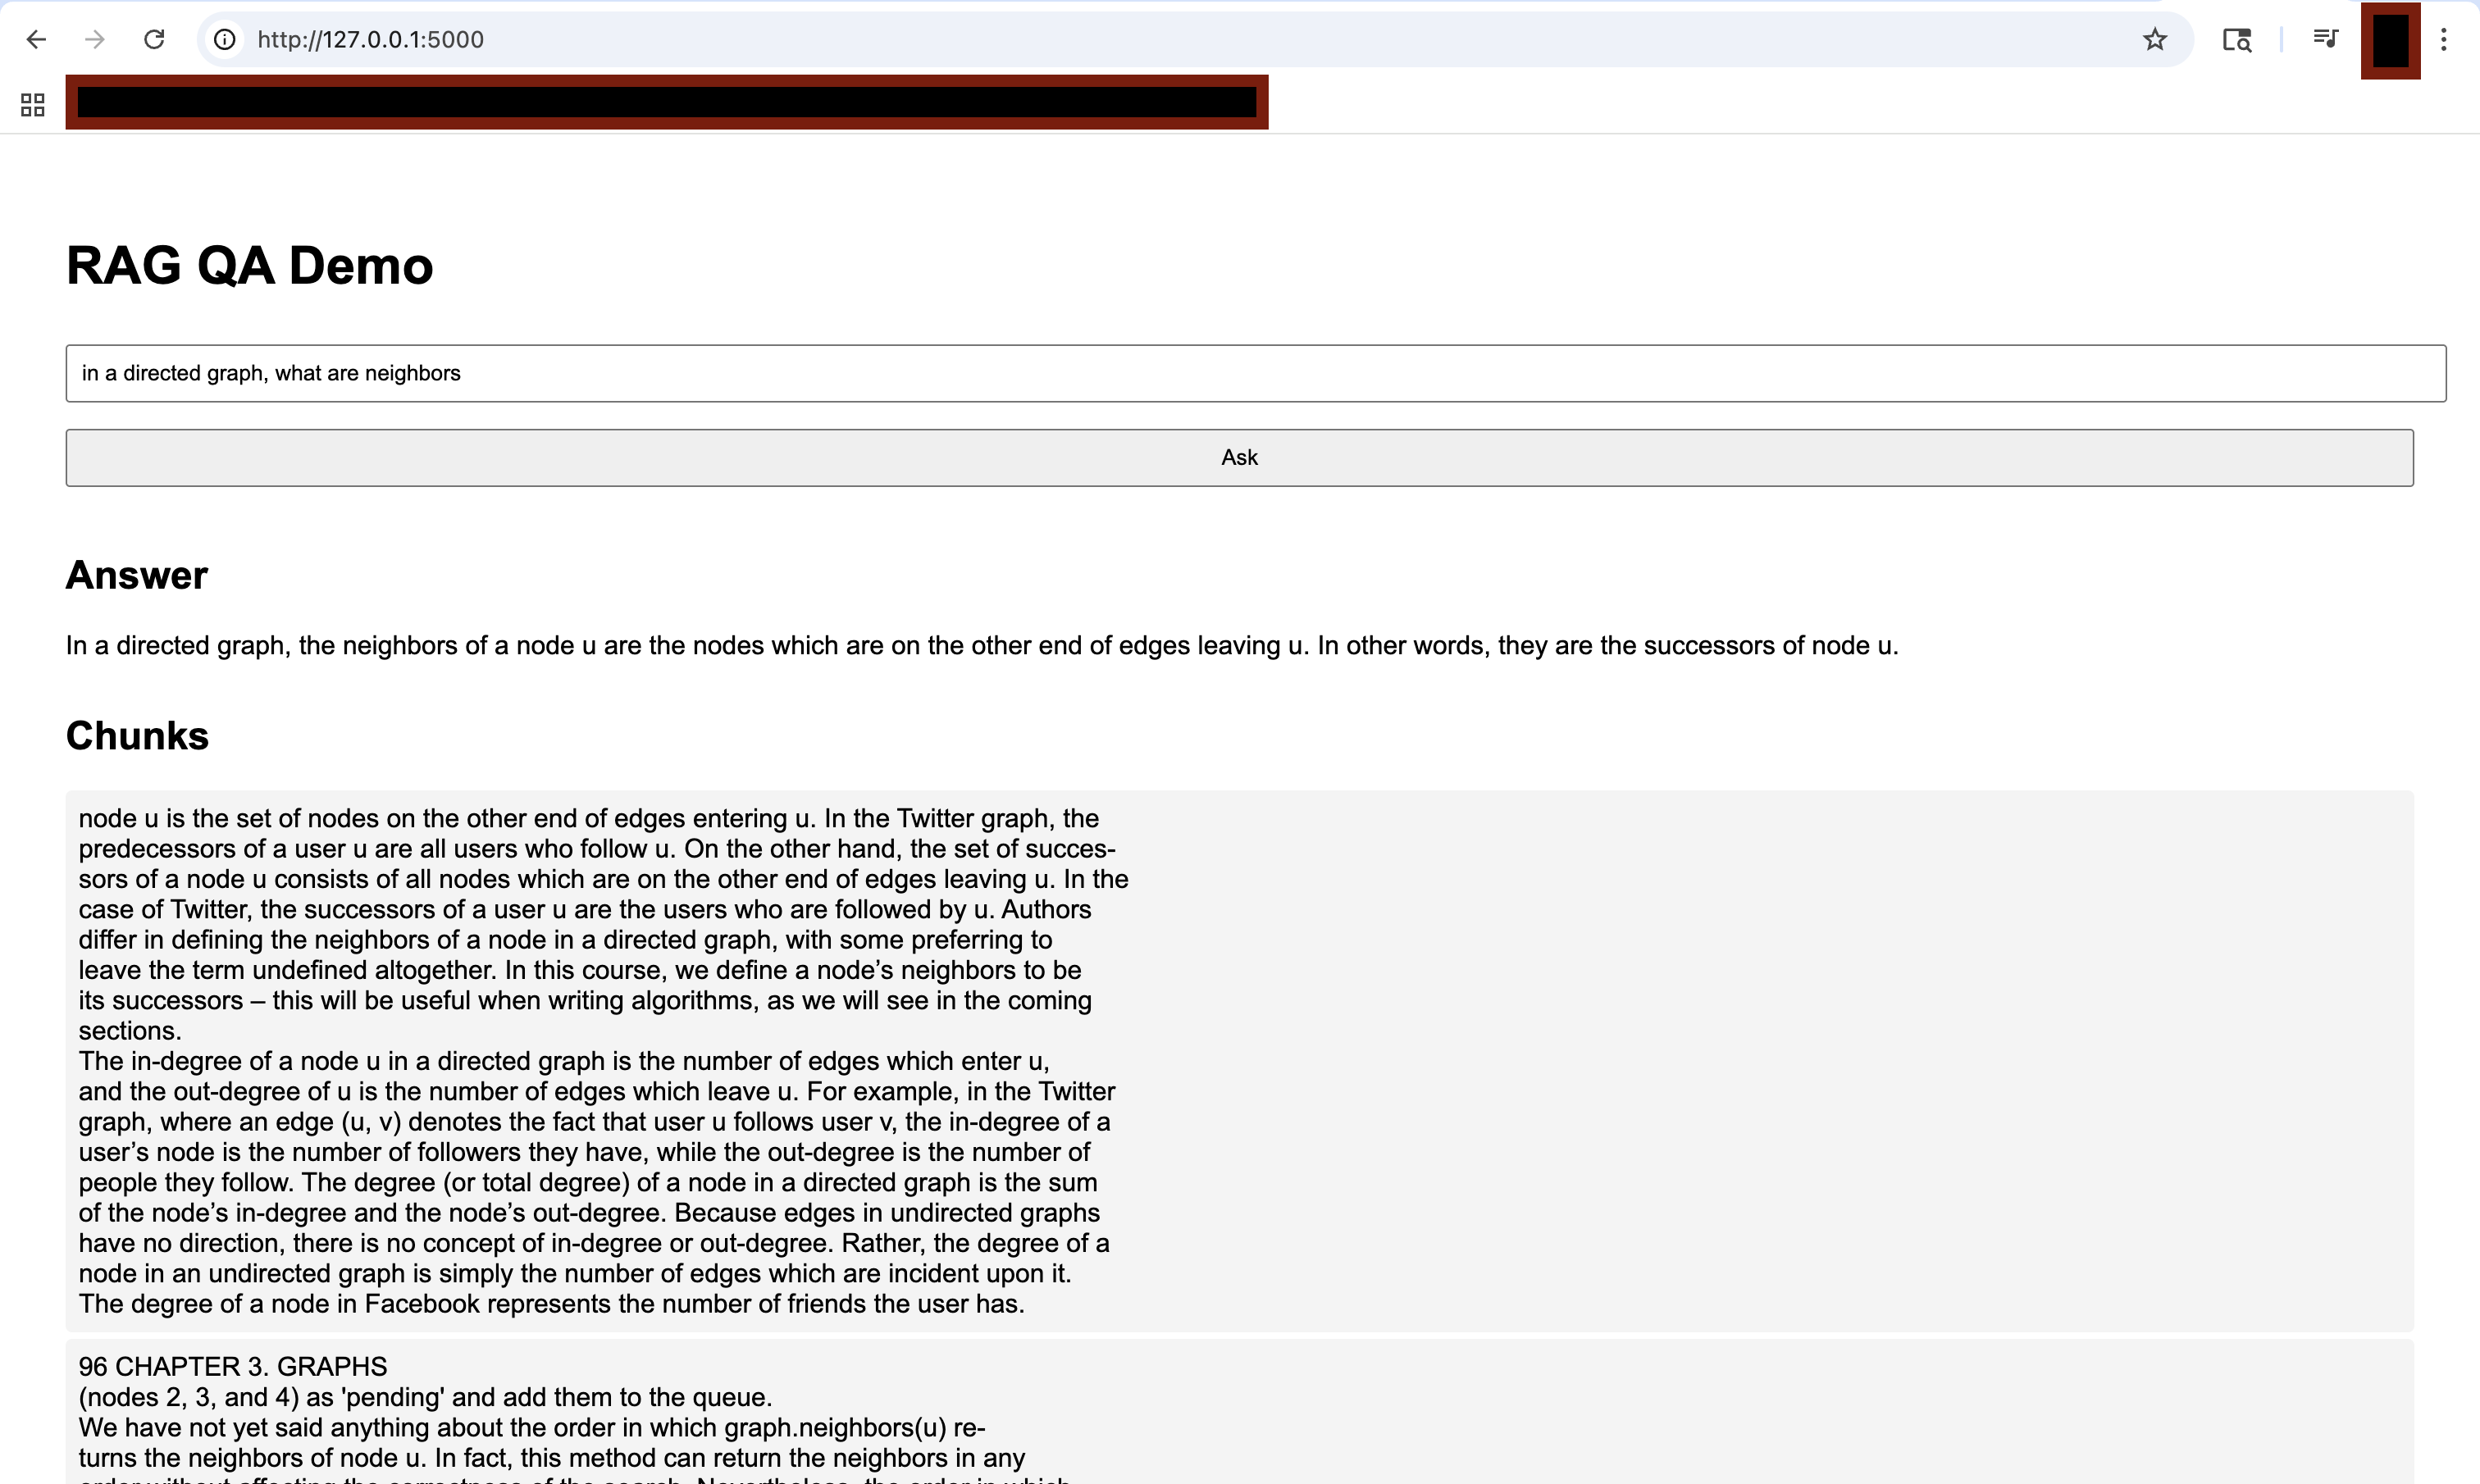 http://127.0.0.1:5000
RAG QA Demo
in a directed graph, what are neighbors
Ask
Answer
In a directed graph, the neighbors of a node u are the nodes which are on the other end of edges leaving u. In other words, they are the successors of node u.
Chunks
node u is the set of nodes on the other end of edges entering u. In the Twitter graph, the
predecessors of a user u are all users who follow u. On the other hand, the set of succes-
sors of a node u consists of all nodes which are on the other end of edges leaving u. In the
case of Twitter, the successors of a user u are the users who are followed by u. Authors
differ in defining the neighbors of a node in a directed graph, with some preferring to
leave the term undefined altogether. In this course, we define a node’s neighbors to be
its successors – this will be useful when writing algorithms, as we will see in the coming
sections.
The in-degree of a node u in a directed graph is the number of edges which enter u,
and the out-degree of u is the number of edges which leave u. For example, in the Twitter
graph, where an edge (u, v) denotes the fact that user u follows user v, the in-degree of a
user’s node is the number of followers they have, while the out-degree is the number of
people they follow. The degree (or total degree) of a node in a directed graph is the sum
of the node’s in-degree and the node’s out-degree. Because edges in undirected graphs
have no direction, there is no concept of in-degree or out-degree. Rather, the degree of a
node in an undirected graph is simply the number of edges which are incident upon it.
The degree of a node in Facebook represents the number of friends the user has.
96 CHAPTER 3. GRAPHS
(nodes 2, 3, and 4) as 'pending' and add them to the queue.
We have not yet said anything about the order in which graph.neighbors(u) re-
turns the neighbors of node u. In fact, this method can return the neighbors in any
order without affecting the correctness of the search. Nevertheless, the order in which